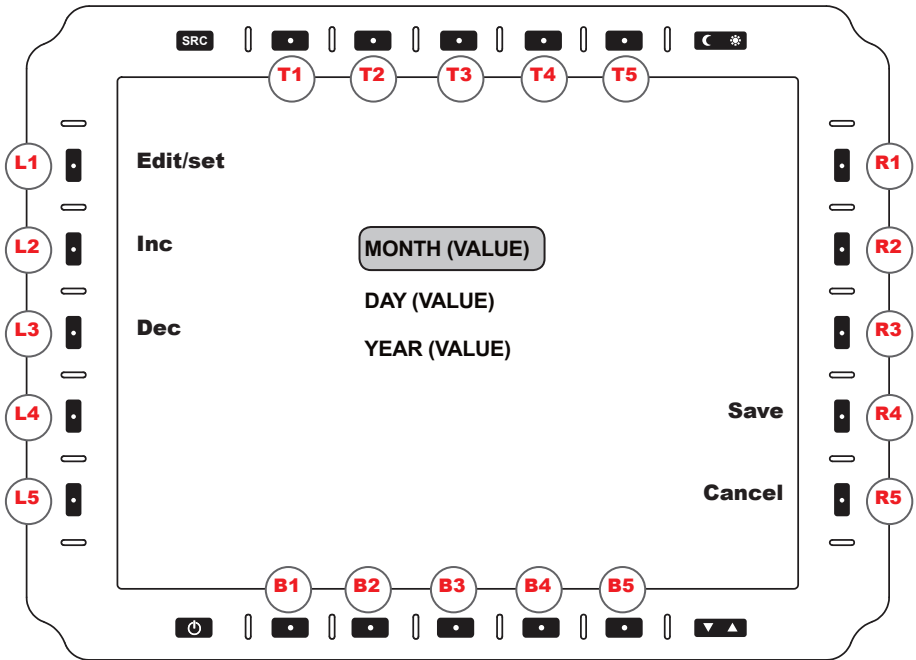 SRC
T1 T2 T3 T4 T5
L1 Edit/set R1
L2 Inc MONTH (VALUE) R2
DAY (VALUE)
L3 Dec R3
YEAR (VALUE)
L4 Save R4
L5 Cancel R5
B1 B2 B3 B4 B5